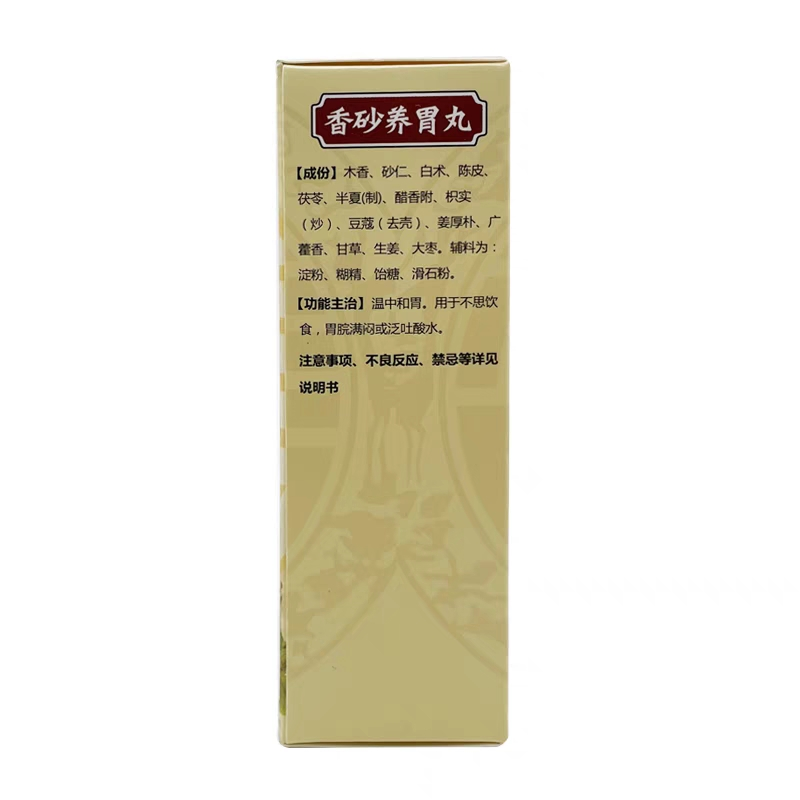 香砂养胃丸
【成份】木香、砂仁、白术、陈皮、
茯苓、半夏(制)、醋香附、枳实
（炒）、豆蔻（去壳）、姜厚朴、广
藿香、甘草、生姜、大枣。辅料为：
淀粉、糊精、饴糖、滑石粉。
【功能主治】温中和胃。用于不思饮
食，胃脘满闷或泛吐酸水。
注意事项、不良反应、禁忌等详见
说明书